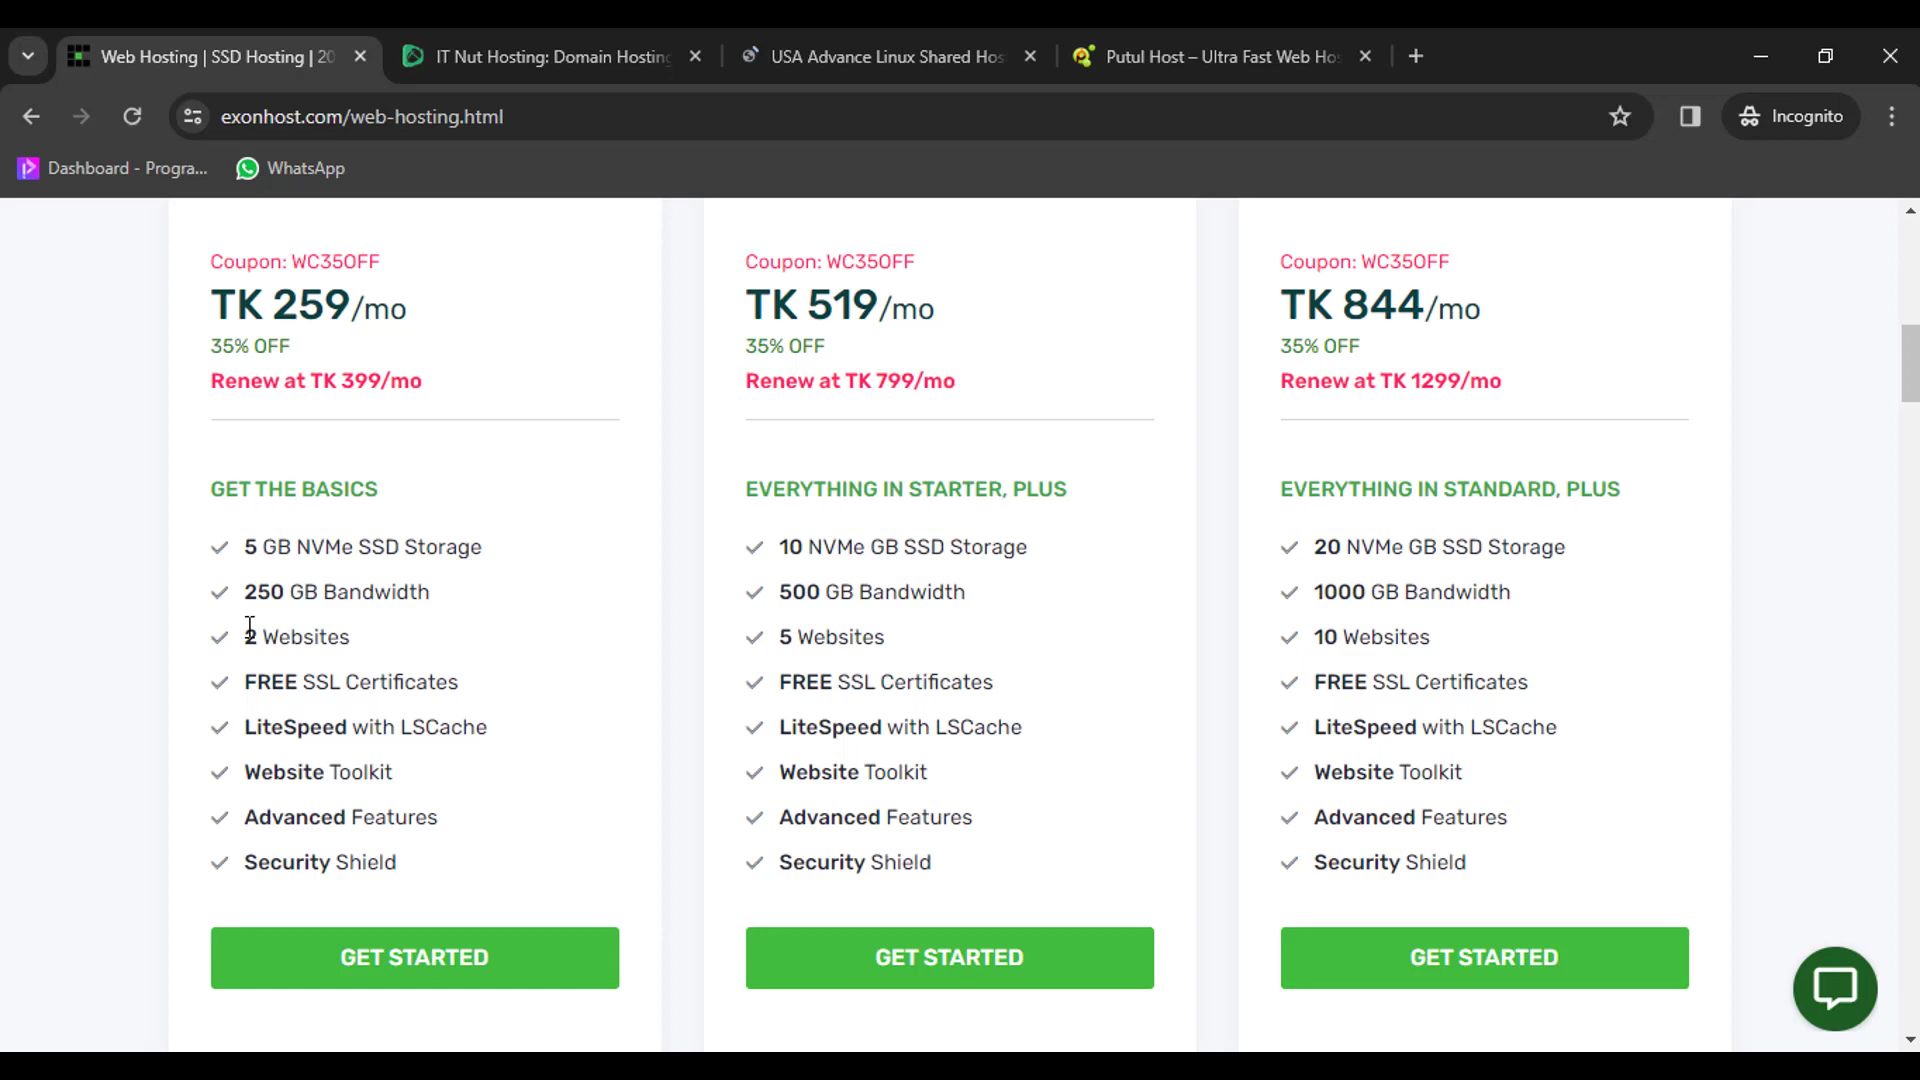 Web Hosting | SSD Hosting | 20
IT Nut Hosting: Domain Hosting
USA Advance Linux Shared Hos
Putul Host – Ultra Fast Web Ho
exonhost.com/web-hosting.html
Incognito
Dashboard - Progra...
WhatsApp
Coupon: WC35OFF
TK 259/mo
35% OFF
Renew at TK 399/mo
GET THE BASICS
5 GB NVMe SSD Storage
250 GB Bandwidth
2 Websites
FREE SSL Certificates
LiteSpeed with LSCache
Website Toolkit
Advanced Features
Security Shield
GET STARTED
Coupon: WC35OFF
TK 519/mo
35% OFF
Renew at TK 799/mo
EVERYTHING IN STARTER, PLUS
10 NVMe GB SSD Storage
500 GB Bandwidth
5 Websites
FREE SSL Certificates
LiteSpeed with LSCache
Website Toolkit
Advanced Features
Security Shield
GET STARTED
Coupon: WC35OFF
TK 844/mo
35% OFF
Renew at TK 1299/mo
EVERYTHING IN STANDARD, PLUS
20 NVMe GB SSD Storage
1000 GB Bandwidth
10 Websites
FREE SSL Certificates
LiteSpeed with LSCache
Website Toolkit
Advanced Features
Security Shield
GET STARTED